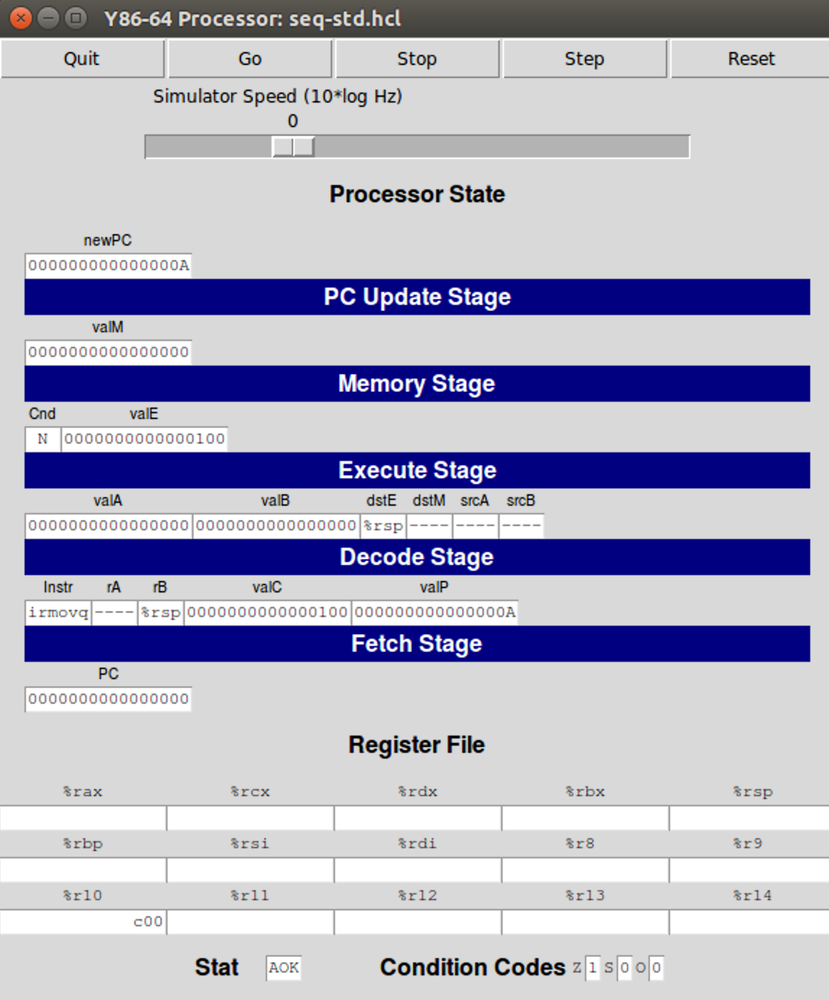 Y86-64 Processor: seq-std.hcl
Quit Go Stop Step Reset
Simulator Speed (10*log Hz)
0
Processor State
newPC
000000000000000A
PC Update Stage
valM
0000000000000000
Memory Stage
Cnd valE
N 0000000000000100
Execute Stage
valA valB dstE dstM srcA srcB
0000000000000000 0000000000000000 %rsp ---- ---- ----
Decode Stage
Instr rA rB valC valP
irmovq ---- %rsp 0000000000000100 000000000000000A
Fetch Stage
PC
0000000000000000
Register File
%rax %rcx %rdx %rbx %rsp
%rbp %rsi %rdi %r8 %r9
%r10 %r11 %r12 %r13 %r14
c00
Stat AOK Condition Codes Z 1 S 0 O 0